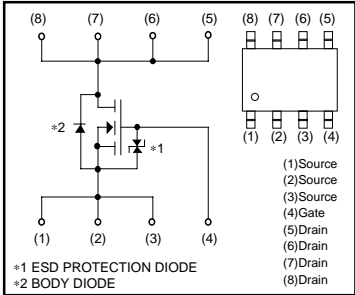 (8) (7) (6) (5)
∗2
∗1
(1) (2) (3) (4)
∗1 ESD PROTECTION DIODE
∗2 BODY DIODE
(8) (7) (6) (5)
(1) (2) (3) (4)
(1)Source
(2)Source
(3)Source
(4)Gate
(5)Drain
(6)Drain
(7)Drain
(8)Drain